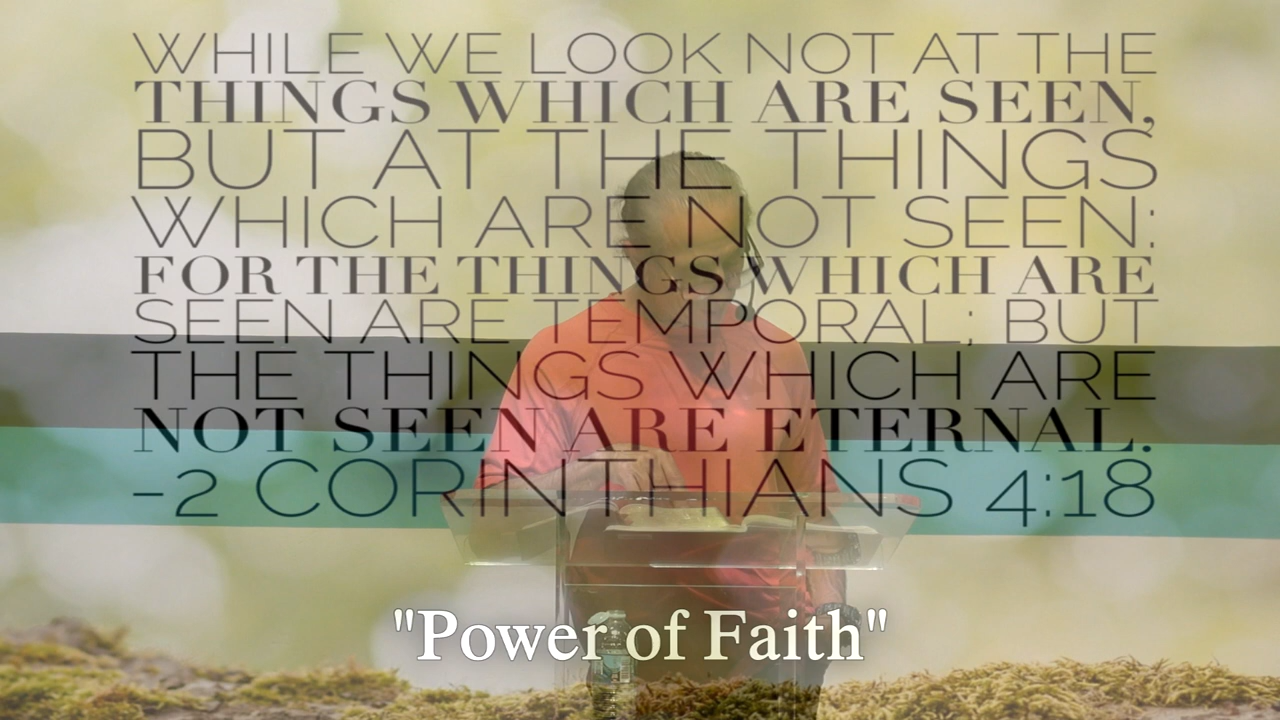 WHILE WE LOOK NOT AT THE
THINGS WHICH ARE SEEN,
BUT AT THE THINGS
WHICH ARE NOT SEEN:
FOR THE THINGS WHICH ARE
SEEN ARE TEMPORAL; BUT
THE THINGS WHICH ARE
NOT SEEN ARE ETERNAL.
-2 CORINTHIANS 4:18
"Power of Faith"